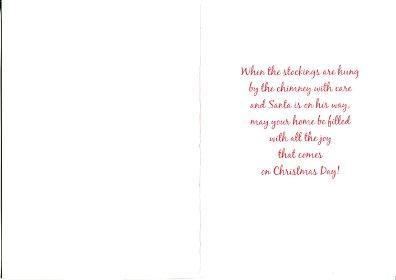 When the stockings are hung
by the chimney with care
and Santa is on his way,
may your home be filled
with all the joy
that comes
on Christmas Day!